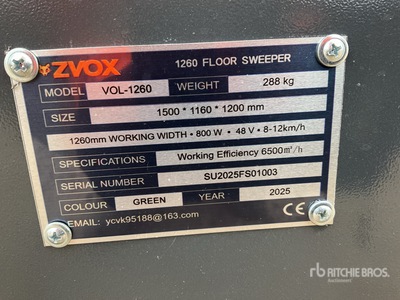 ZVOX 1260 FLOOR SWEEPER
MODEL VOL-1260 WEIGHT 288 kg
SIZE 1500 * 1160 * 1200 mm
1260mm WORKING WIDTH • 800 W • 48 V • 8-12km/h
SPECIFICATIONS Working Efficiency 6500㎡/h
SERIAL NUMBER SU2025FS01003
COLOUR GREEN YEAR 2025
EMAIL: ycvk95188@163.com CE
rb RITCHIE BROS.
Auctioneers